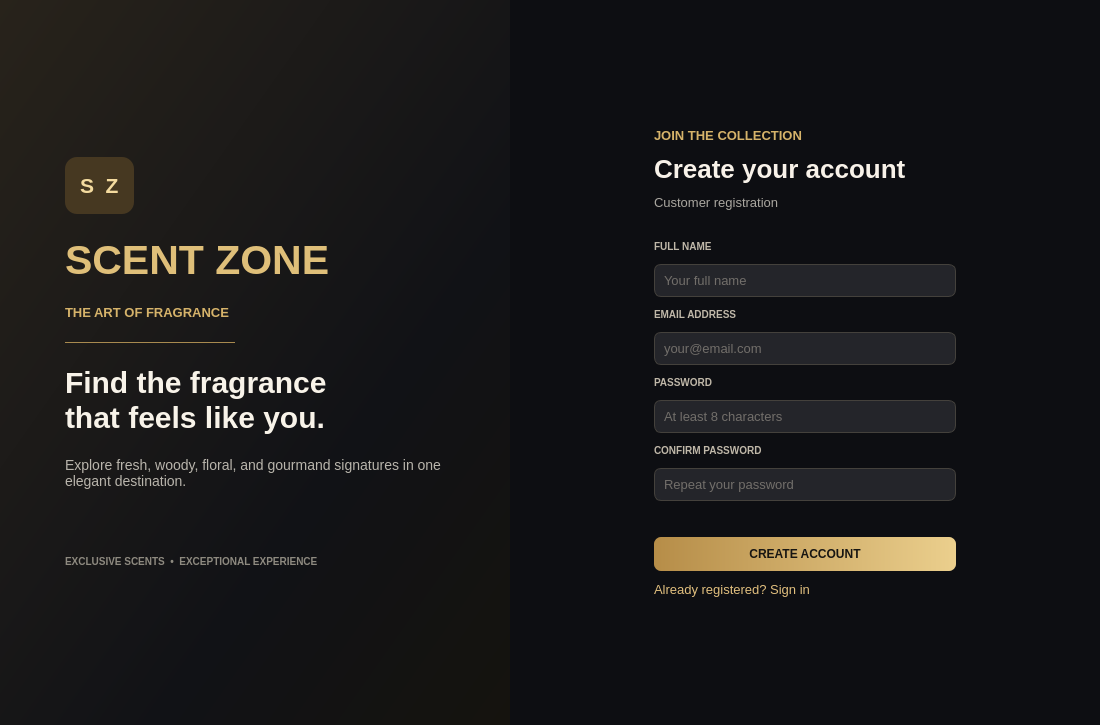 S Z
SCENT ZONE
THE ART OF FRAGRANCE
Find the fragrance
that feels like you.
Explore fresh, woody, floral, and gourmand signatures in one
elegant destination.
EXCLUSIVE SCENTS • EXCEPTIONAL EXPERIENCE
JOIN THE COLLECTION
Create your account
Customer registration
FULL NAME
Your full name
EMAIL ADDRESS
your@email.com
PASSWORD
At least 8 characters
CONFIRM PASSWORD
Repeat your password
CREATE ACCOUNT
Already registered? Sign in